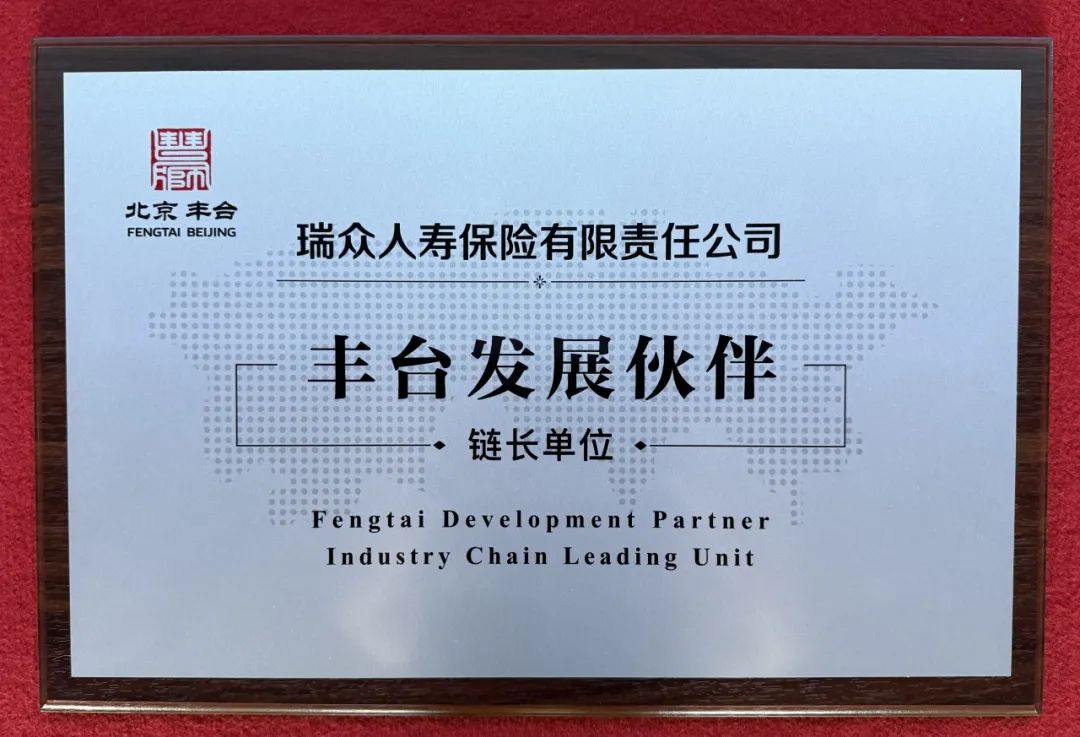 北京 丰台
FENGTAI BEIJING
瑞众人寿保险有限责任公司
丰台发展伙伴
链长单位
Fengtai Development Partner
Industry Chain Leading Unit